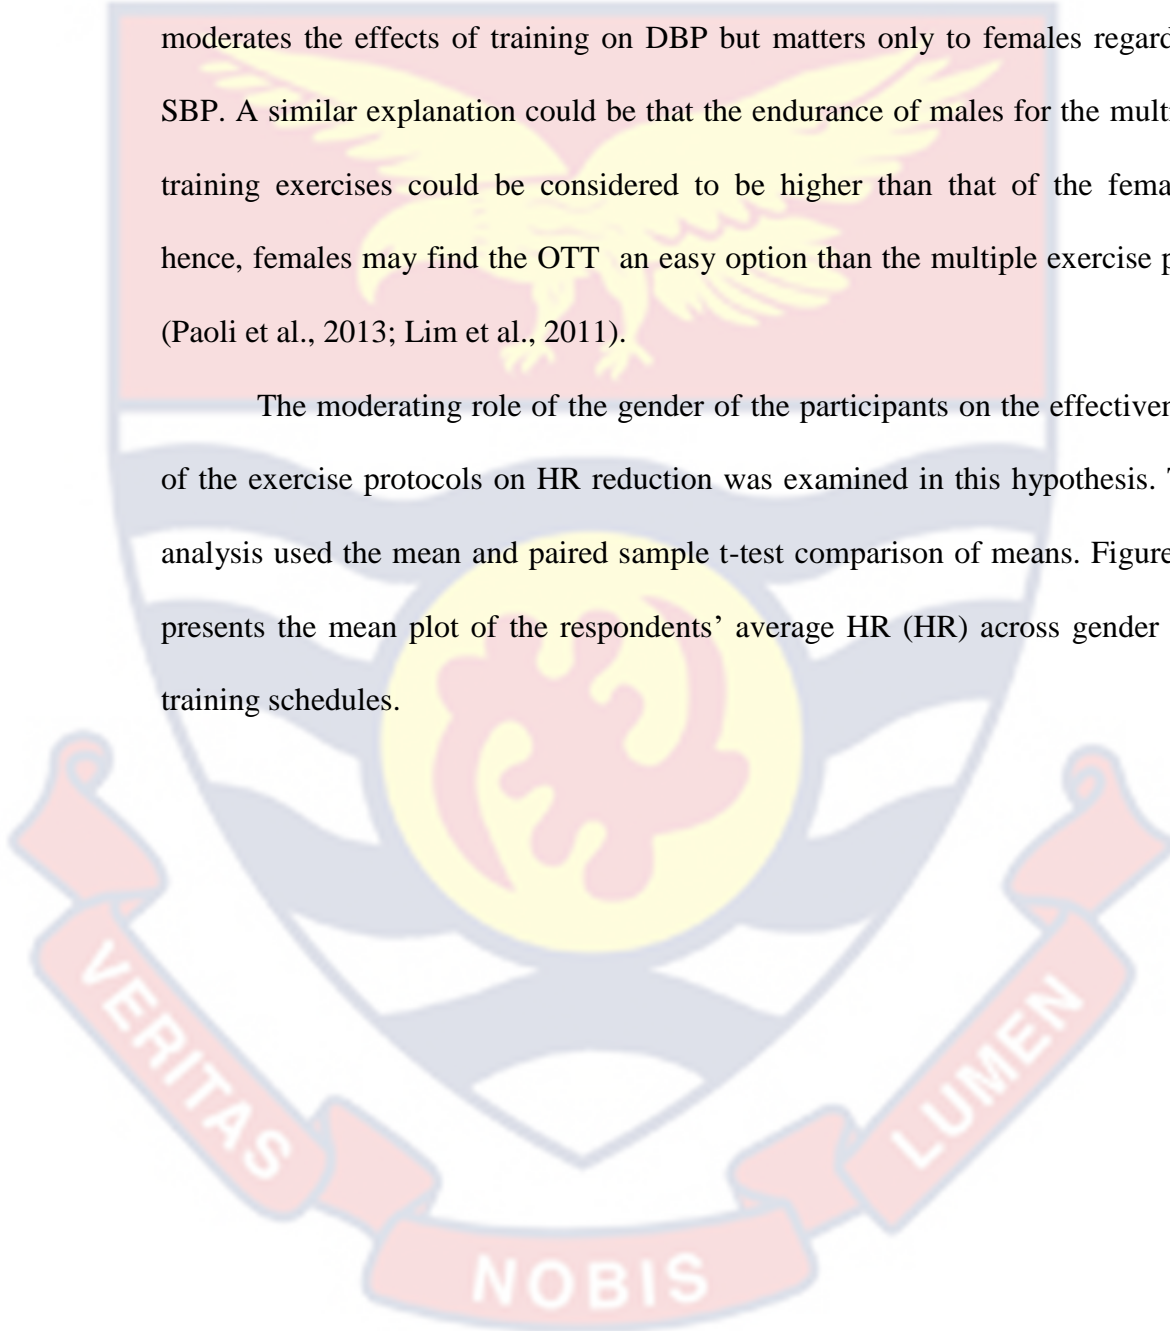 moderates the effects of training on DBP but matters only to females regard
SBP. A similar explanation could be that the endurance of males for the multi
training exercises could be considered to be higher than that of the fema
hence, females may find the OTT an easy option than the multiple exercise p
(Paoli et al., 2013; Lim et al., 2011).
The moderating role of the gender of the participants on the effectiver
of the exercise protocols on HR reduction was examined in this hypothesis. T
analysis used the mean and paired sample t-test comparison of means. Figure
presents the mean plot of the respondents’ average HR (HR) across gender
training schedules.
VERITAS
NOBIS
LUMEN